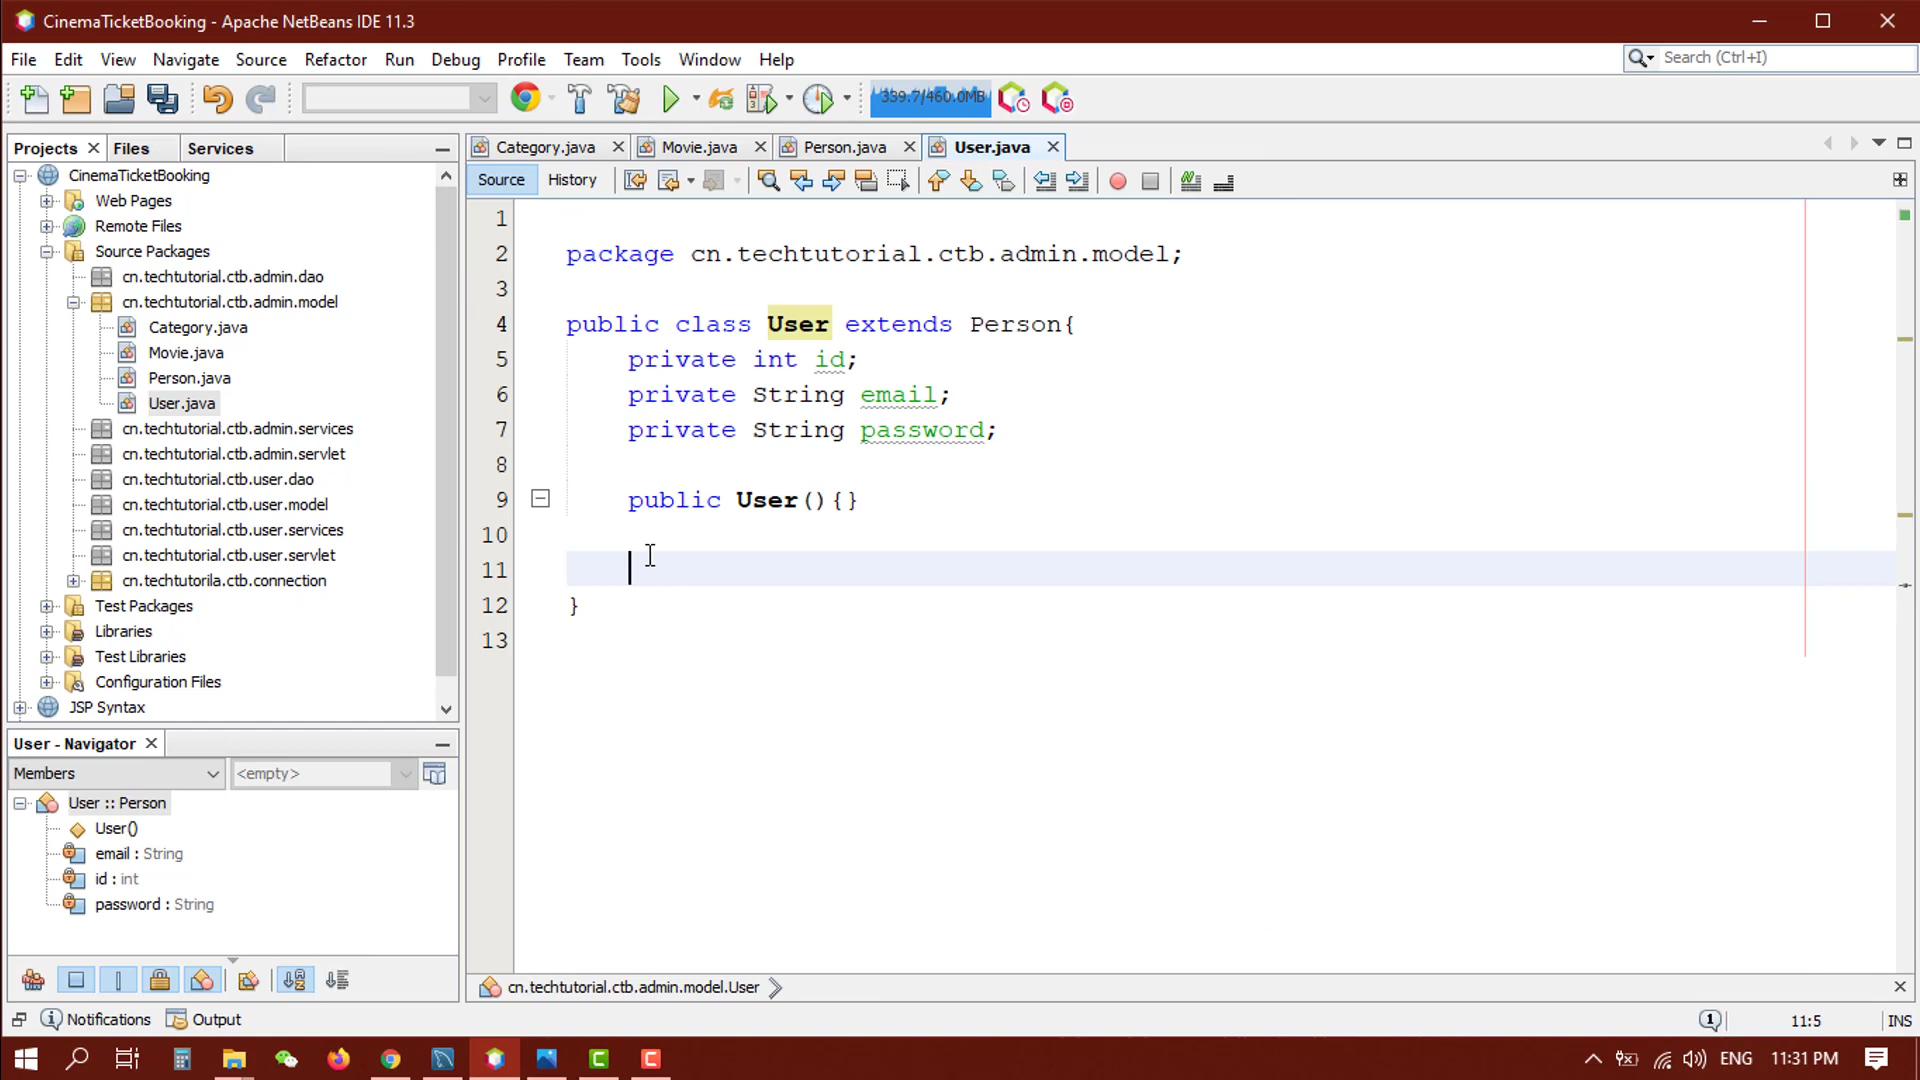 CinemaTicketBooking - Apache NetBeans IDE 11.3
File Edit View Navigate Source Refactor Run Debug Profile Team Tools Window Help
Search (Ctrl+I)
339.7/460.0MB
Projects Files Services
Category.java Movie.java Person.java User.java
Source History
CinemaTicketBooking
Web Pages
Remote Files
Source Packages
cn.techtutorial.ctb.admin.dao
cn.techtutorial.ctb.admin.model
Category.java
Movie.java
Person.java
User.java
cn.techtutorial.ctb.admin.services
cn.techtutorial.ctb.admin.servlet
cn.techtutorial.ctb.user.dao
cn.techtutorial.ctb.user.model
cn.techtutorial.ctb.user.services
cn.techtutorial.ctb.user.servlet
cn.techtutorila.ctb.connection
Test Packages
Libraries
Test Libraries
Configuration Files
JSP Syntax
1
2 package cn.techtutorial.ctb.admin.model;
3
4 public class User extends Person{
5 private int id;
6 private String email;
7 private String password;
8
9 public User(){}
10
11
12 }
13
User - Navigator
Members <empty>
User :: Person
User()
email : String
id : int
password : String
cn.techtutorial.ctb.admin.model.User
Notifications Output
1 11:5 INS
ENG 11:31 PM